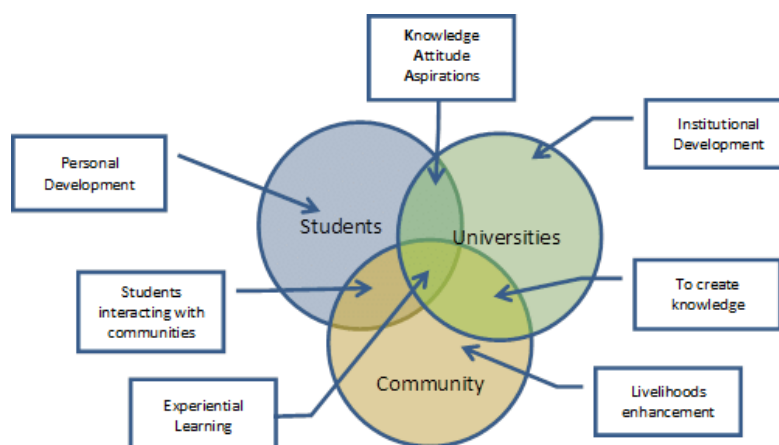 Knowledge
Attitude
Aspirations
Institutional
Development
Personal
Development
Students
Universities
Students
interacting with
communities
To create
knowledge
Community
Experiential
Learning
Livelihoods
enhancement